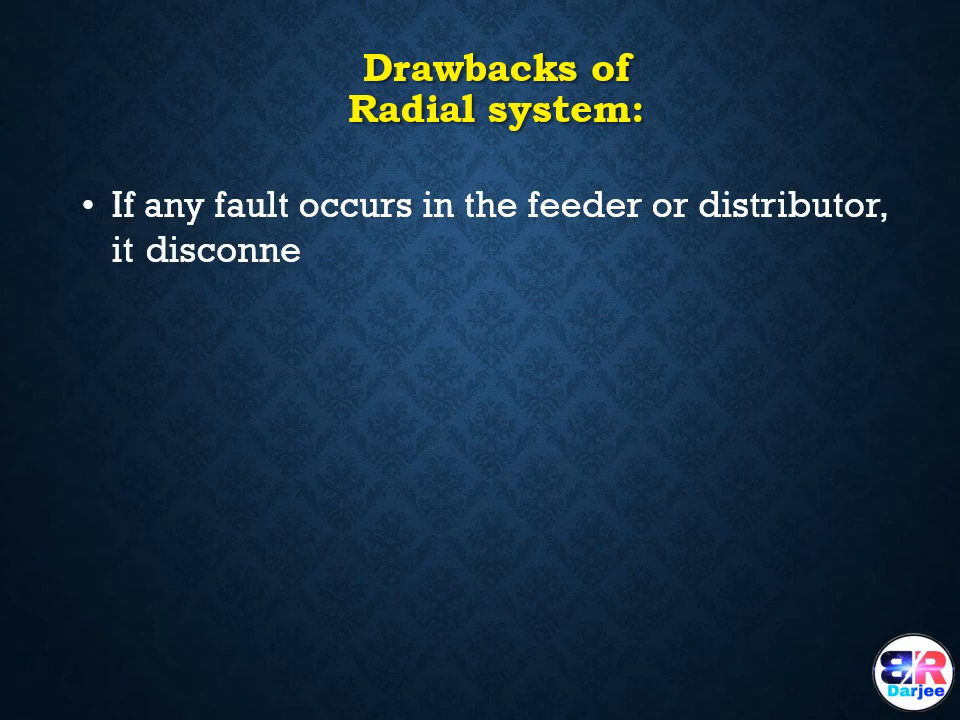 Drawbacks of
Radial system:
• If any fault occurs in the feeder or distributor,
it disconne
BR
Darjee